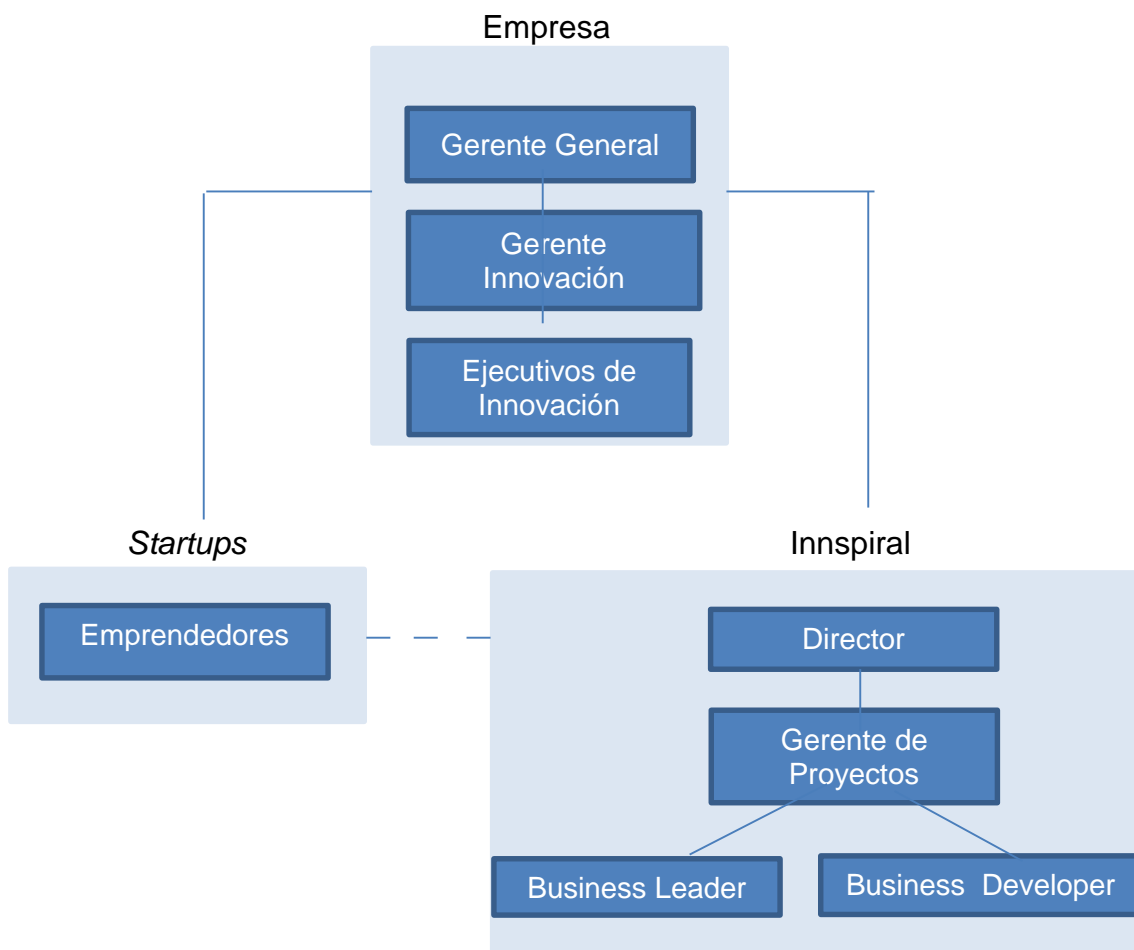 Empresa
Gerente General
Gerente
Innovación
Ejecutivos de
Innovación
Startups
Innspiral
Emprendedores
Director
Gerente de
Proyectos
Business Leader
Business Developer